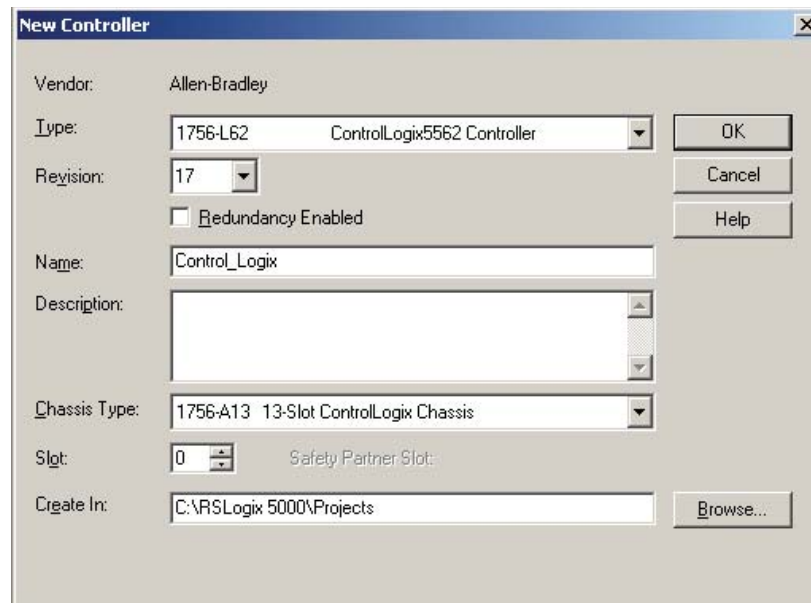 New Controller
Vendor: Allen-Bradley
Type: 1756-L62 ControlLogix5562 Controller OK
Revision: 17 Cancel
Redundancy Enabled Help
Name: Control_Logix
Description:
Chassis Type: 1756-A13 13-Slot ControlLogix Chassis
Slot: 0 Safety Partner Slot:
Create In: C:\RSLogix 5000\Projects Browse...